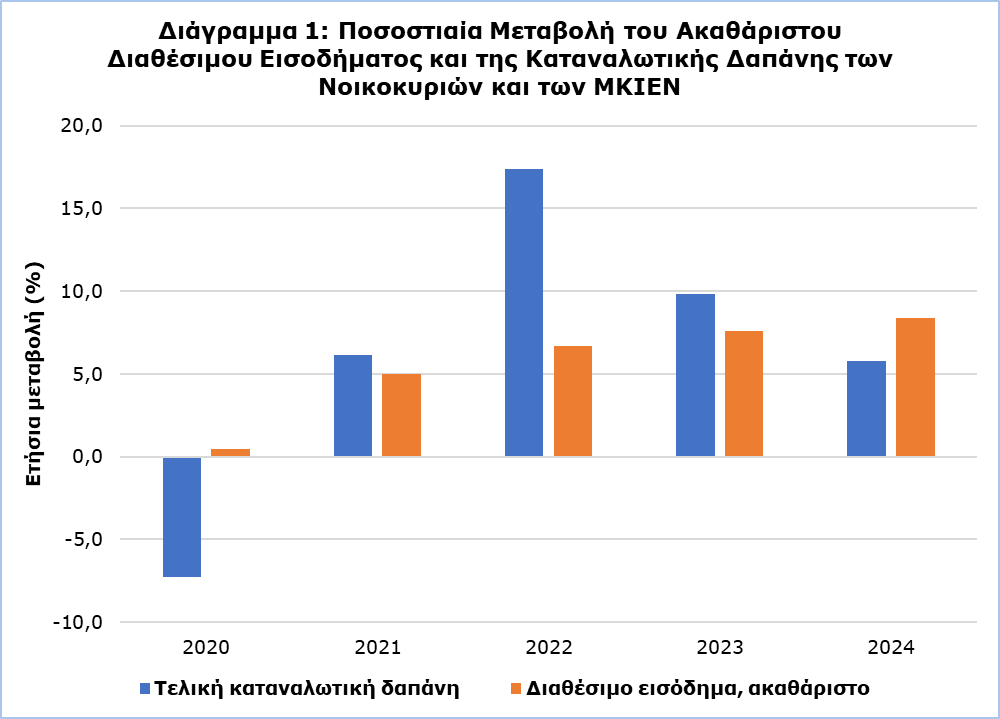 Διάγραμμα 1: Ποσοστιαία Μεταβολή του Ακαθάριστου
Διαθέσιμου Εισοδήματος και της Καταναλωτικής Δαπάνης των
Νοικοκυριών και των ΜΚΙΕΝ
Ετήσια μεταβολή (%)
20,0
15,0
10,0
5,0
0,0
-5,0
-10,0
2020 2021 2022 2023 2024
Τελική καταναλωτική δαπάνη Διαθέσιμο εισόδημα, ακαθάριστο